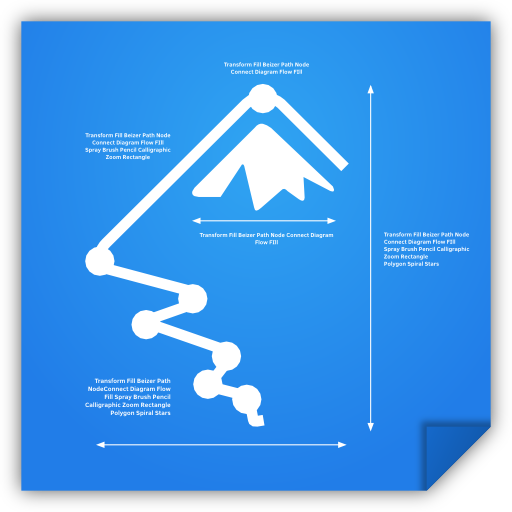 Transform Fill Beizer Path Node
Connect Diagram Flow FIll
Transform Fill Beizer Path Node
Connect Diagram Flow FIll
Spray Brush Pencil Calligraphic
Zoom Rectangle
Transform Fill Beizer Path Node Connect Diagram
Flow FIll
Transform Fill Beizer Path Node
Connect Diagram Flow FIll
Spray Brush Pencil Calligraphic
Zoom Rectangle
Polygon Spiral Stars
Transform Fill Beizer Path
NodeConnect Diagram Flow
Fill Spray Brush Pencil
Calligraphic Zoom Rectangle
Polygon Spiral Stars